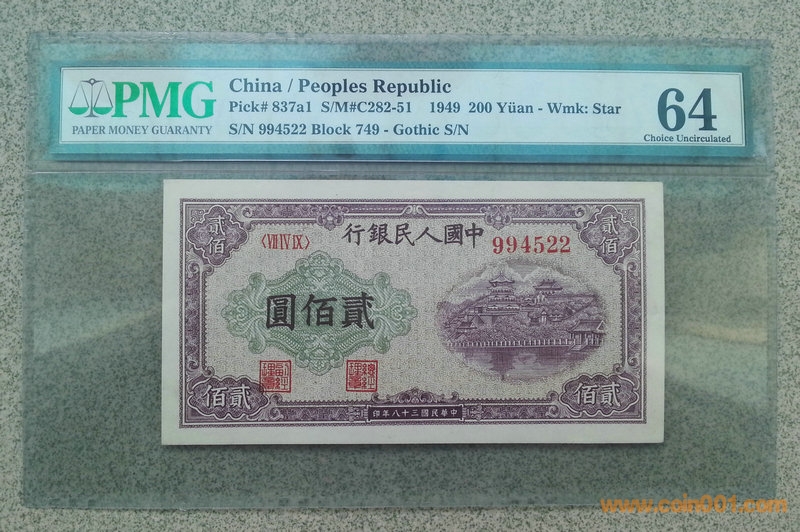 PMG
PAPER MONEY GUARANTY
China / Peoples Republic
Pick# 837a1 S/M#C282-51 1949 200 Yüan - Wmk: Star
S/N 994522 Block 749 - Gothic S/N
64
Choice Uncirculated
行銀民人國中
貳佰
貳佰
〈VII IV IX〉
994522
圓佰貳
佰貳
佰貳
印年八十三國民華中
www.coin001.com